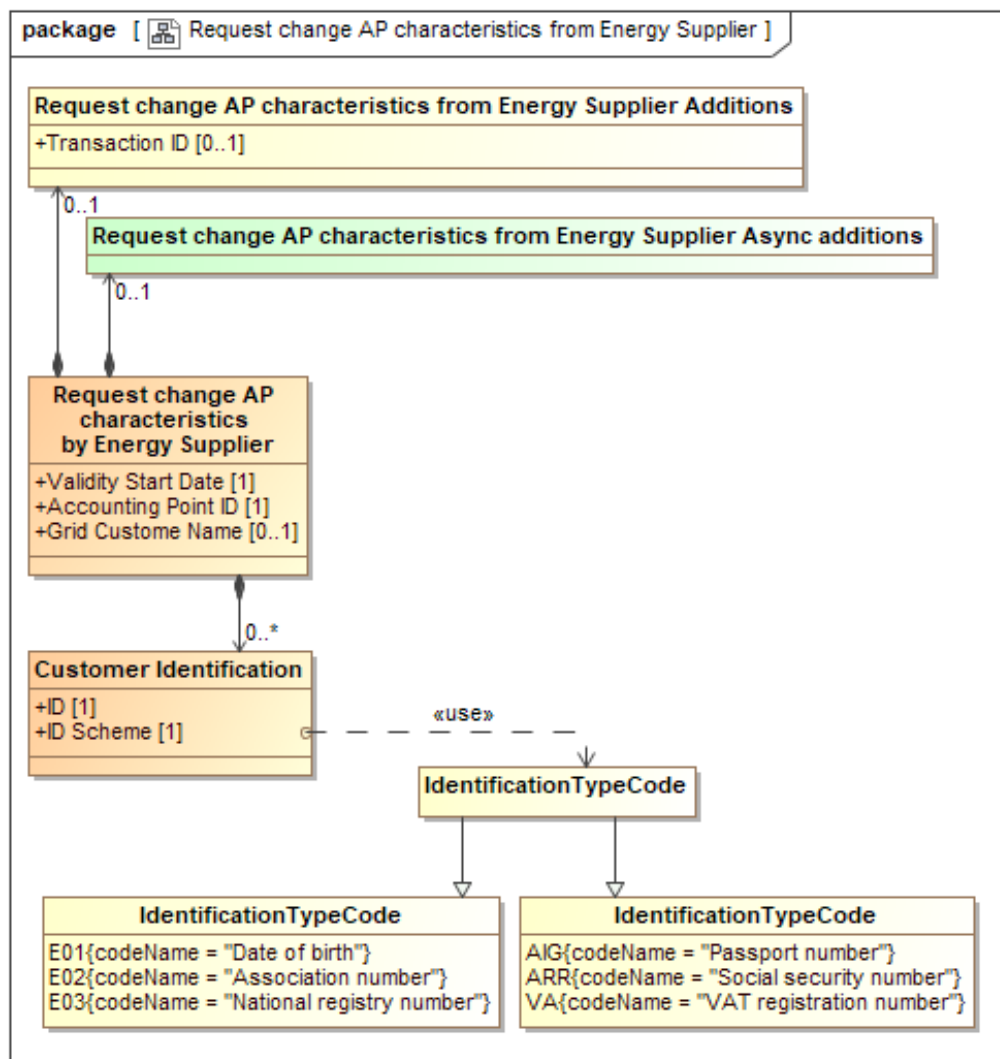 package [ Request change AP characteristics from Energy Supplier ]
Request change AP characteristics from Energy Supplier Additions
+Transaction ID [0..1]
0..1
Request change AP characteristics from Energy Supplier Async additions
0..1
Request change AP
characteristics
by Energy Supplier
+Validity Start Date [1]
+Accounting Point ID [1]
+Grid Custome Name [0..1]
0..*
Customer Identification
+ID [1]
+ID Scheme [1]
«use»
IdentificationTypeCode
IdentificationTypeCode
E01{codeName = "Date of birth"}
E02{codeName = "Association number"}
E03{codeName = "National registry number"}
IdentificationTypeCode
AIG{codeName = "Passport number"}
ARR{codeName = "Social security number"}
VA{codeName = "VAT registration number"}